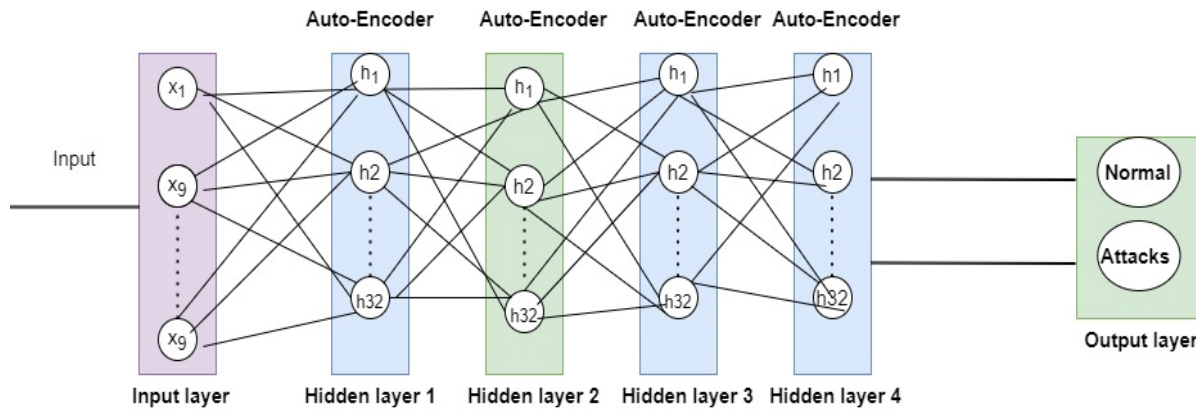 Auto-Encoder Auto-Encoder Auto-Encoder Auto-Encoder
x1 h1 h1 h1 h1
Input
x9 h2 h2 h2 h2
Normal
Attacks
x9 h32 h32 h32 h32
Output layer
Input layer Hidden layer 1 Hidden layer 2 Hidden layer 3 Hidden layer 4